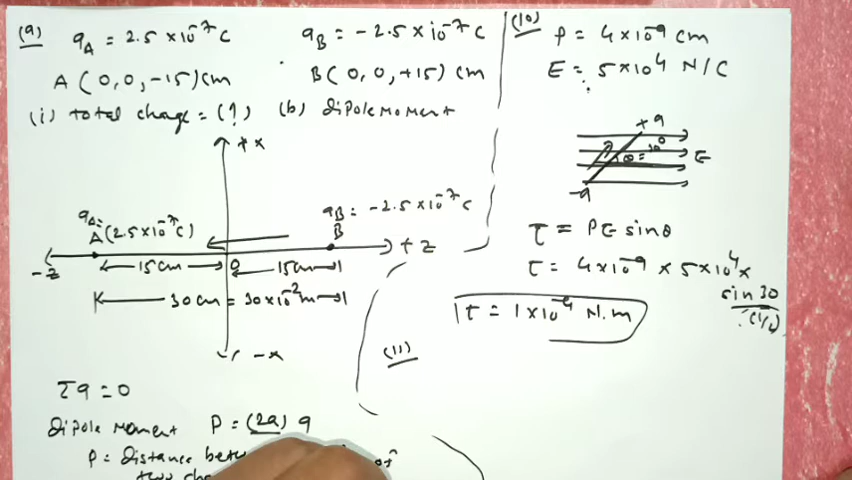 (9) qA = 2.5 × 10⁻⁷ C qB = -2.5 × 10⁻⁷ C
A (0, 0, -15) cm B (0, 0, +15) cm
(i) total charge = (?) (b) dipole moment
+x
qA =
A (2.5 × 10⁻⁷ C)
qB = -2.5 × 10⁻⁷ C
B
-z
+z
15 cm 0 15 cm
30 cm = 30 × 10⁻² m
-x
Σq = 0
dipole moment P = (2a) q
P = distance
two
(10) P = 4 × 10⁻⁹ cm
E = 5 × 10⁴ N/C
+q
θ = 30° E
-q
τ = PE sinθ
τ = 4 × 10⁻⁹ × 5 × 10⁴ ×
sin 30
(1/2)
τ = 1 × 10⁻⁴ N.m
(11)